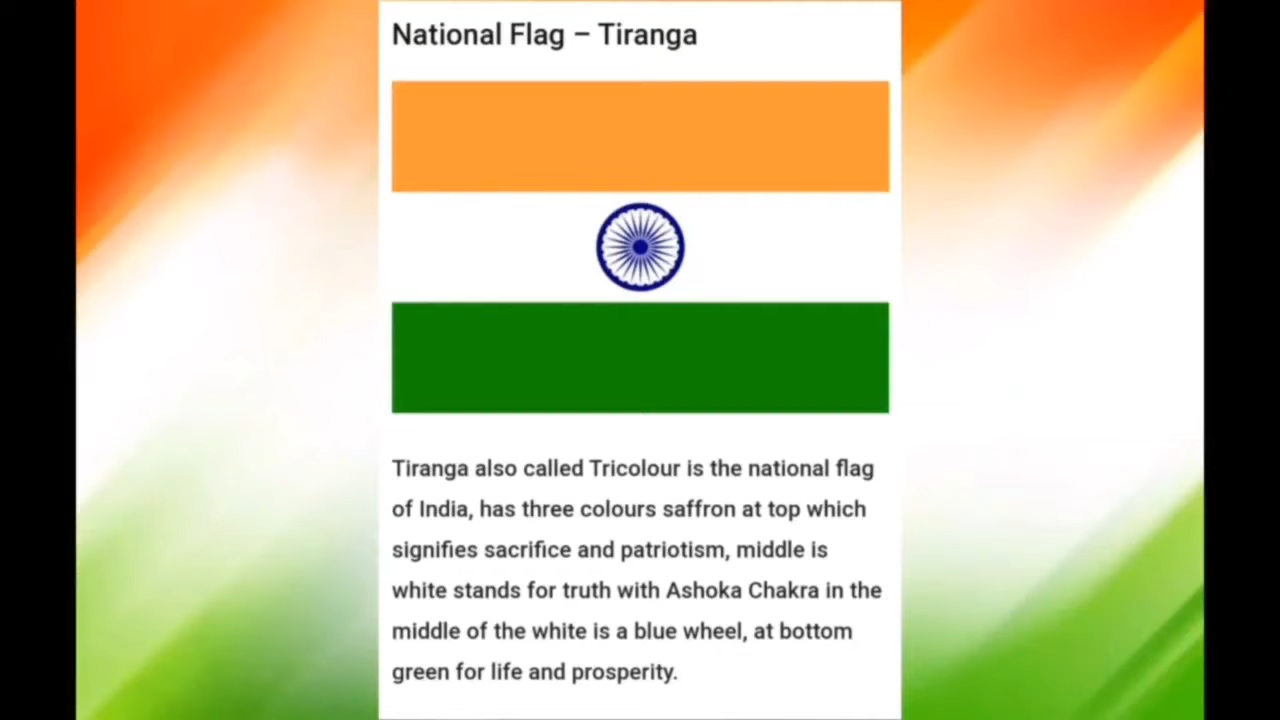 National Flag – Tiranga
Tiranga also called Tricolour is the national flag
of India, has three colours saffron at top which
signifies sacrifice and patriotism, middle is
white stands for truth with Ashoka Chakra in the
middle of the white is a blue wheel, at bottom
green for life and prosperity.